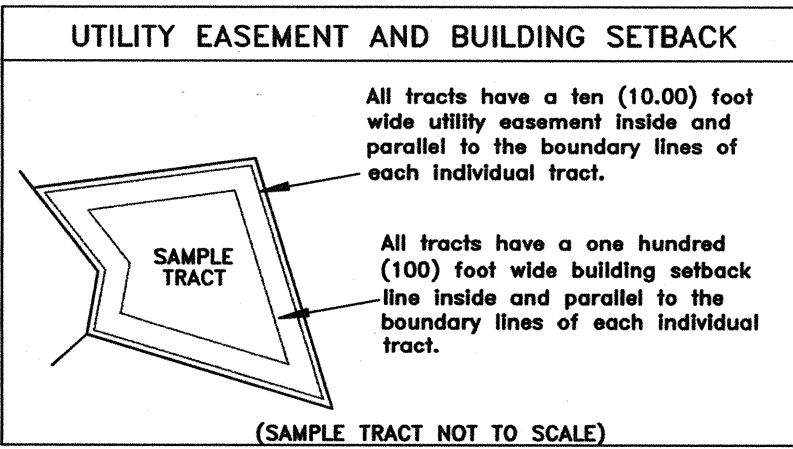 UTILITY EASEMENT AND BUILDING SETBACK
All tracts have a ten (10.00) foot
wide utility easement inside and
parallel to the boundary lines of
each individual tract.
SAMPLE
TRACT
All tracts have a one hundred
(100) foot wide building setback
line inside and parallel to the
boundary lines of each individual
tract.
(SAMPLE TRACT NOT TO SCALE)